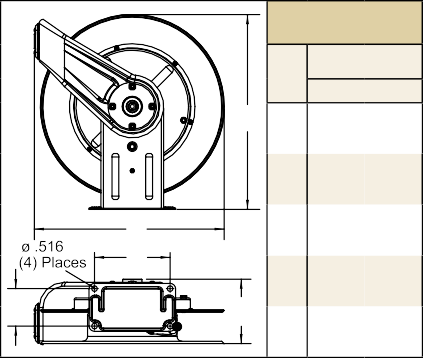 ø .516
(4) Places